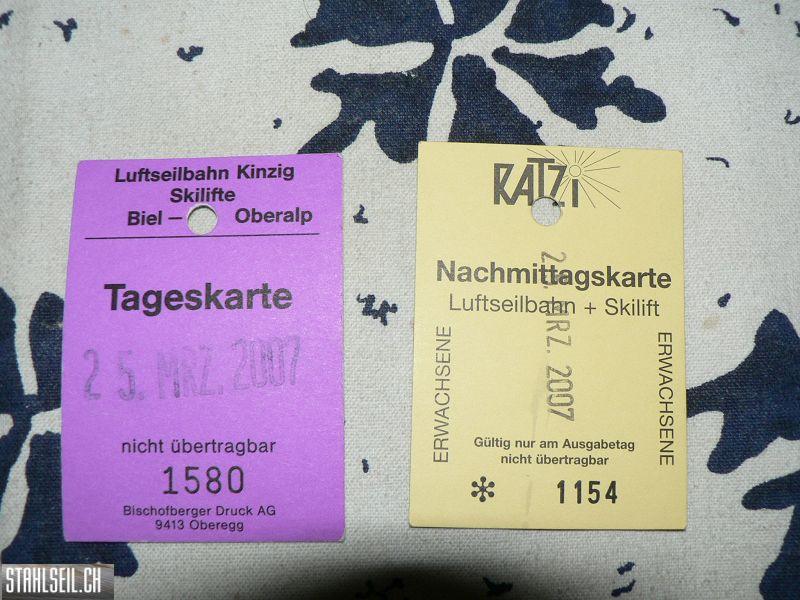 Luftseilbahn Kinzig
Skilifte
Biel – Oberalp
Tageskarte
25. MRZ. 2007
nicht übertragbar
1580
Bischofberger Druck AG
9413 Oberegg
RATZI
Nachmittagskarte
Luftseilbahn + Skilift
MRZ. 2007
ERWACHSENE
ERWACHSENE
Gültig nur am Ausgabetag
nicht übertragbar
1154
STAHLSEIL.CH